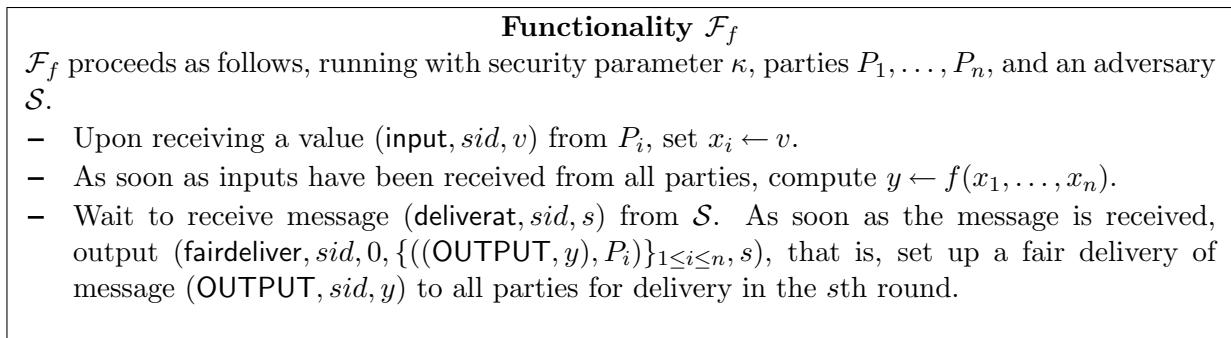 Functionality 𝓕_f
𝓕_f proceeds as follows, running with security parameter κ, parties P_1, . . . , P_n, and an adversary
𝓢.
– Upon receiving a value (input, sid, v) from P_i, set x_i ← v.
– As soon as inputs have been received from all parties, compute y ← f(x_1, . . . , x_n).
– Wait to receive message (deliverat, sid, s) from 𝓢. As soon as the message is received,
output (fairdeliver, sid, 0, {((OUTPUT, y), P_i)}_{1≤i≤n}, s), that is, set up a fair delivery of
message (OUTPUT, sid, y) to all parties for delivery in the sth round.